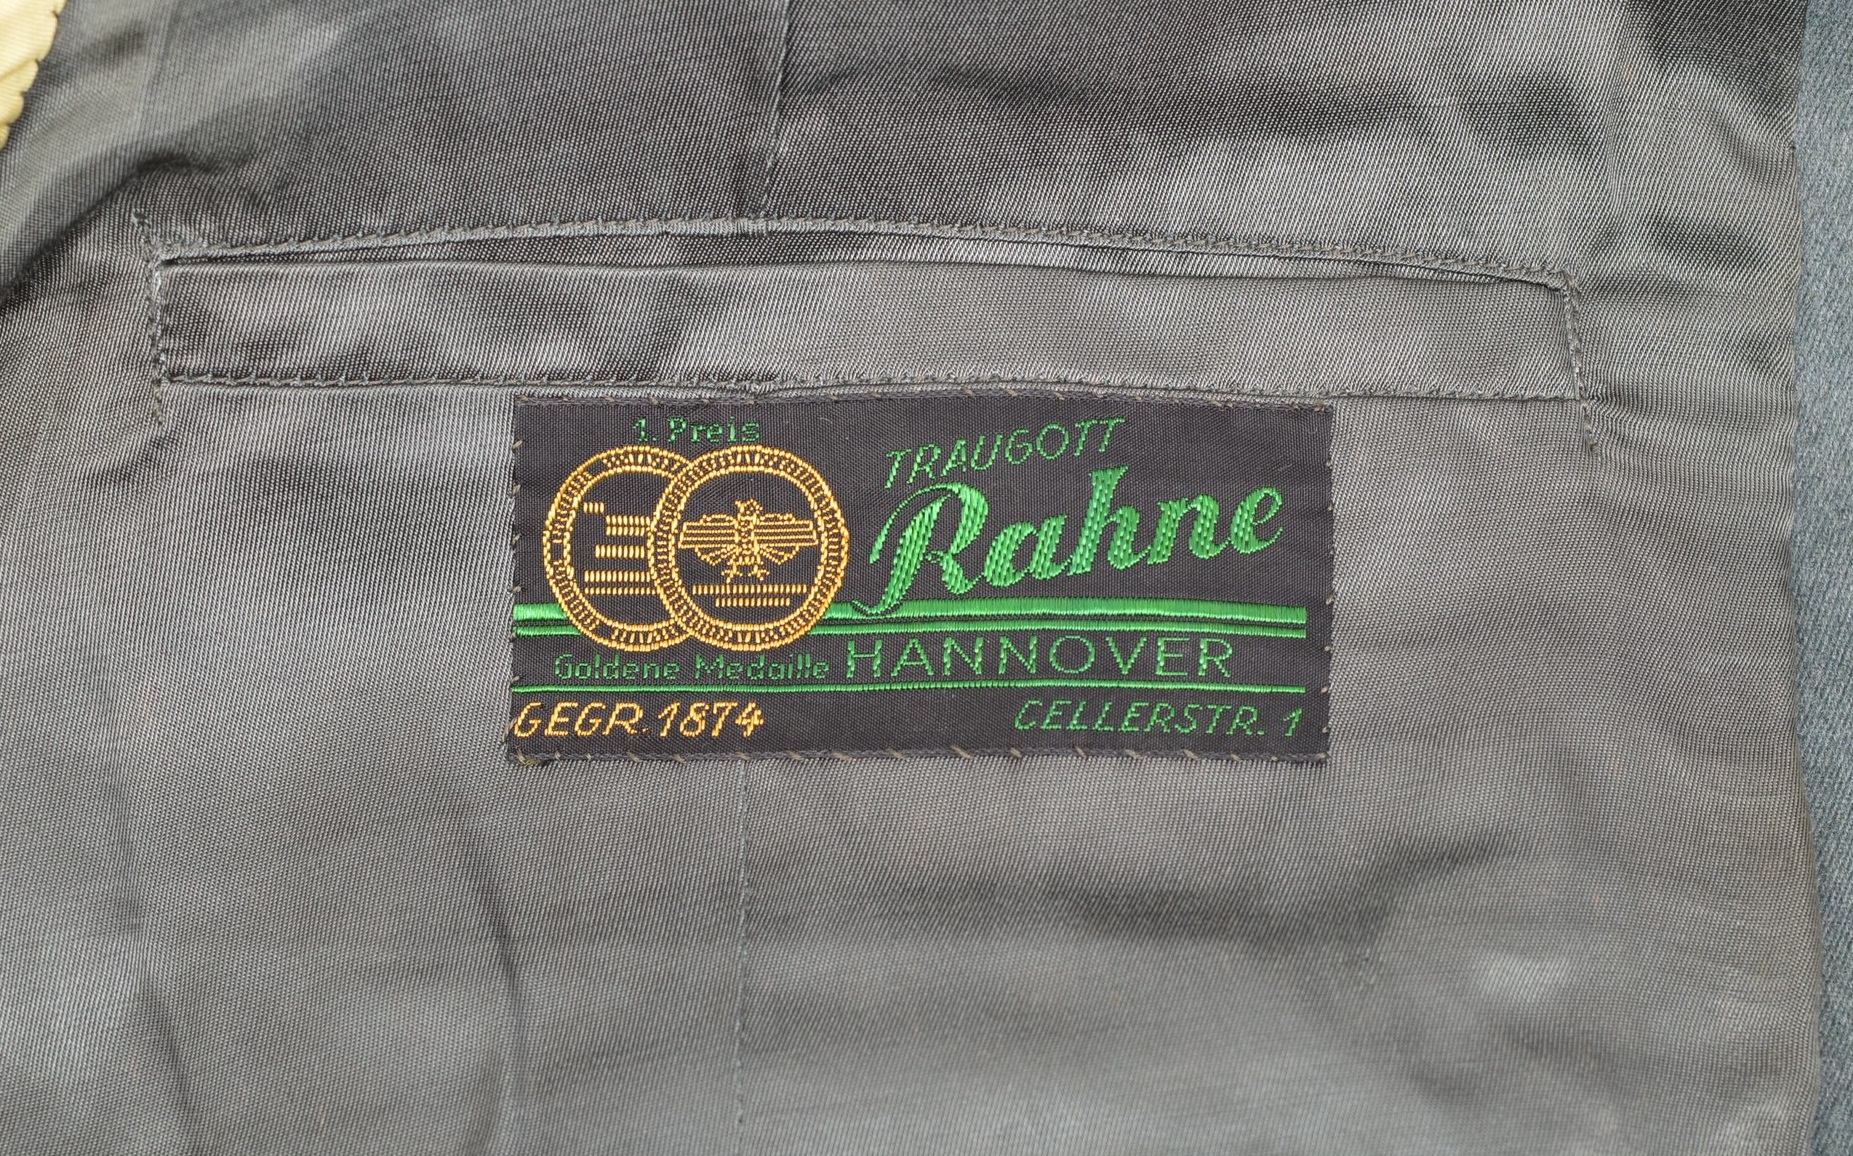 1. Preis
TRAUGOTT
Rahne
Goldene Medaille
HANNOVER
GEGR. 1874
CELLERSTR. 1